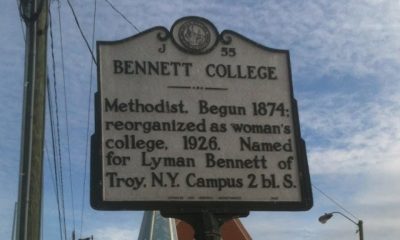 J 55
BENNETT COLLEGE
Methodist. Begun 1874;
reorganized as woman's
college, 1926. Named
for Lyman Bennett of
Troy, N.Y. Campus 2 bl. S.